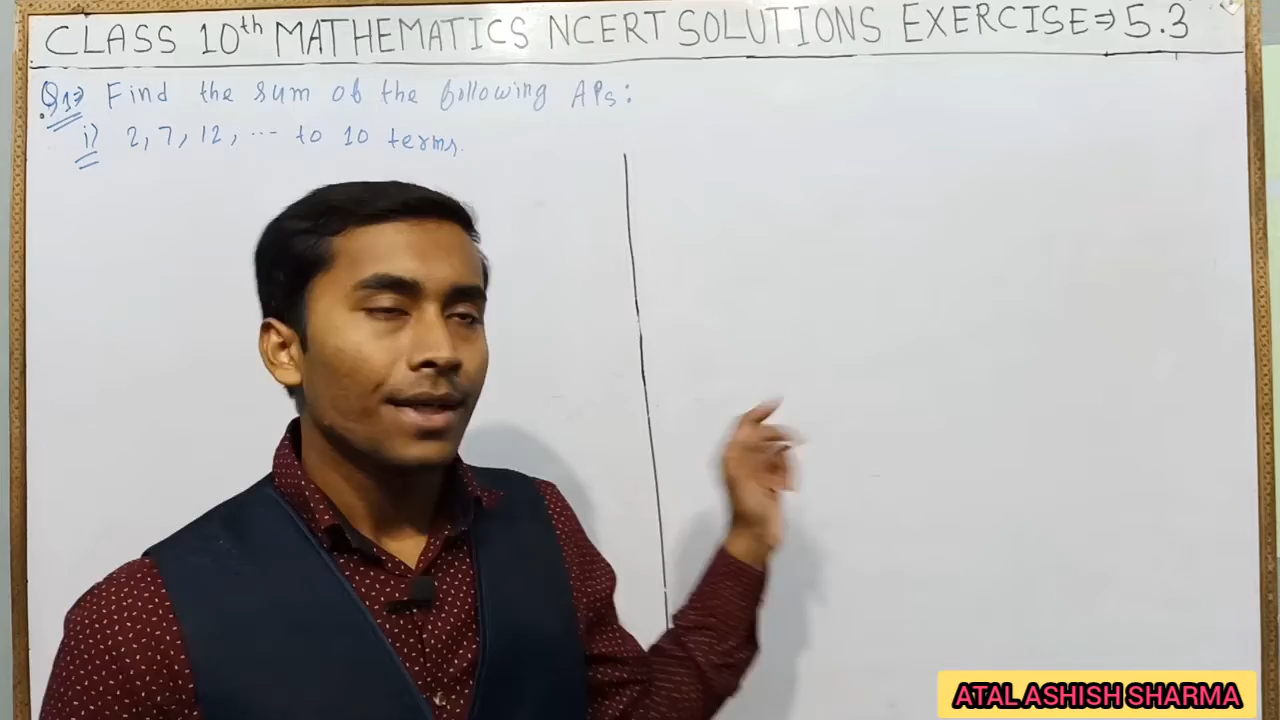 CLASS 10th MATHEMATICS NCERT SOLUTIONS EXERCISE⇒5.3
Q.1⇒ Find the sum of the following APs:
i) 2, 7, 12, ... to 10 terms.
ATAL ASHISH SHARMA